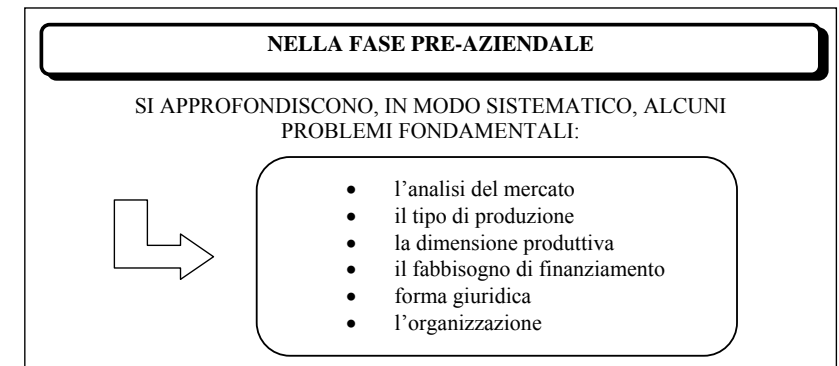 NELLA FASE PRE-AZIENDALE
SI APPROFONDISCONO, IN MODO SISTEMATICO, ALCUNI
PROBLEMI FONDAMENTALI:
• l’analisi del mercato
• il tipo di produzione
• la dimensione produttiva
• il fabbisogno di finanziamento
• forma giuridica
• l’organizzazione